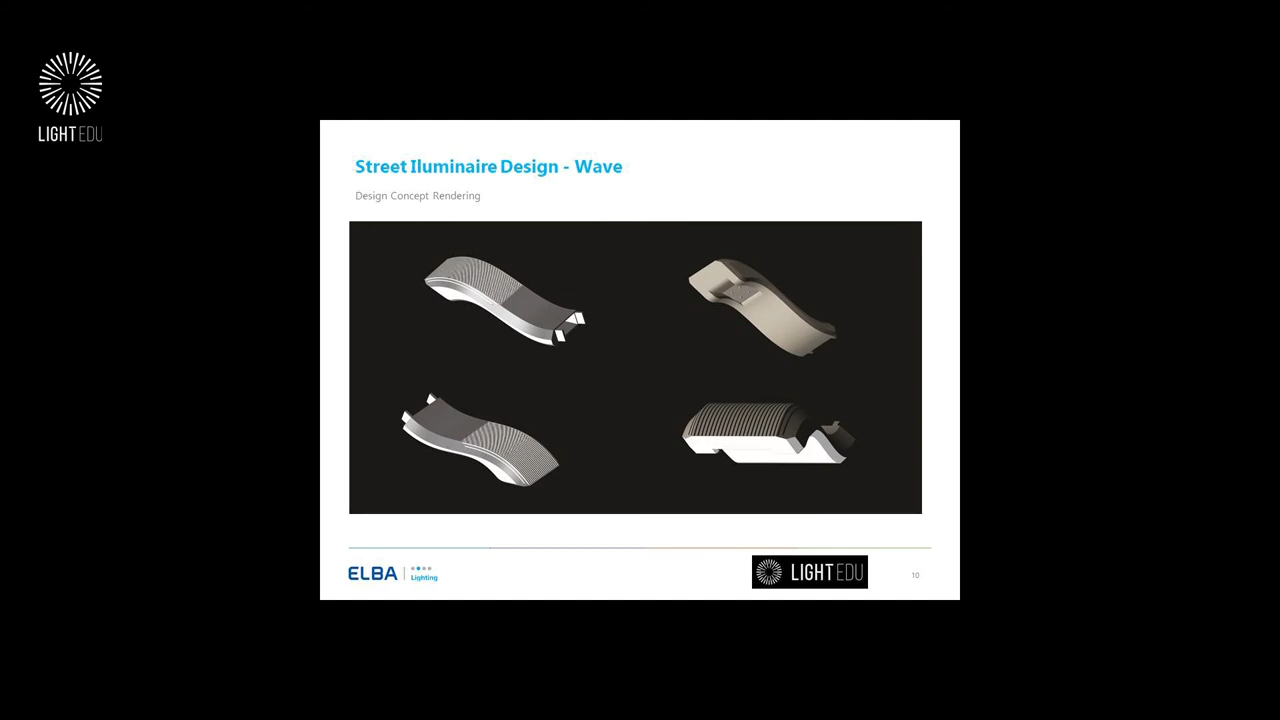 LIGHT EDU
Street Iluminaire Design - Wave
Design Concept Rendering
ELBA
Lighting
LIGHT EDU
10